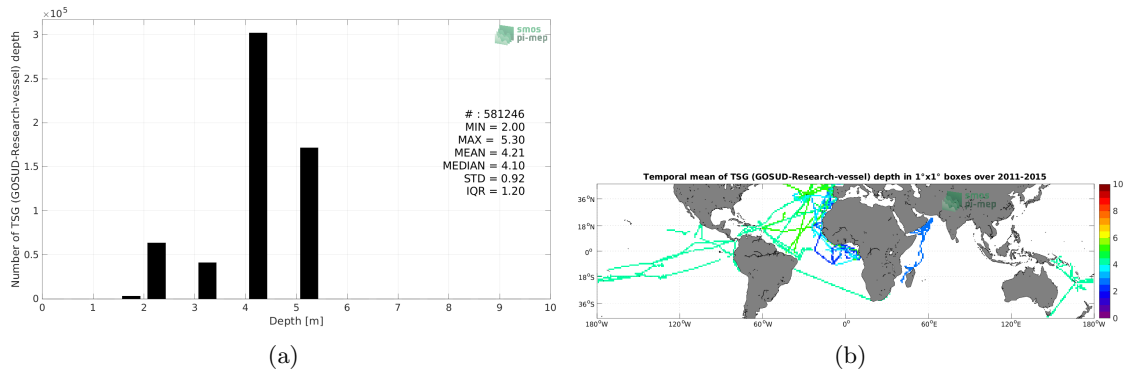 ×10⁵
3
2.5
2
1.5
1
0.5
0
Number of TSG (GOSUD-Research-vessel) depth
smos
pi-mep
# : 581246
MIN = 2.00
MAX = 5.30
MEAN = 4.21
MEDIAN = 4.10
STD = 0.92
IQR = 1.20
0 1 2 3 4 5 6 7 8 9 10
Depth [m]
(a)
Temporal mean of TSG (GOSUD-Research-vessel) depth in 1°x1° boxes over 2011-2015
smos
pi-mep
36°N
18°N
0°
18°S
36°S
180°W 120°W 60°W 0° 60°E 120°E 180°W
10
8
6
4
2
0
(b)